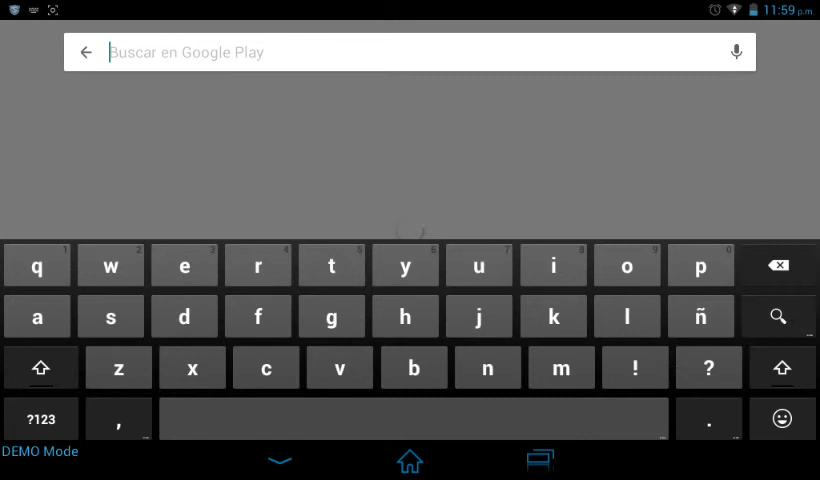 11:59 p.m
Buscar en Google Play
1 2 3 4 5 6 7 8 9 0
q w e r t y u i o p
a s d f g h j k l ñ
z x c v b n m ! ?
?123 , .
DEMO Mode